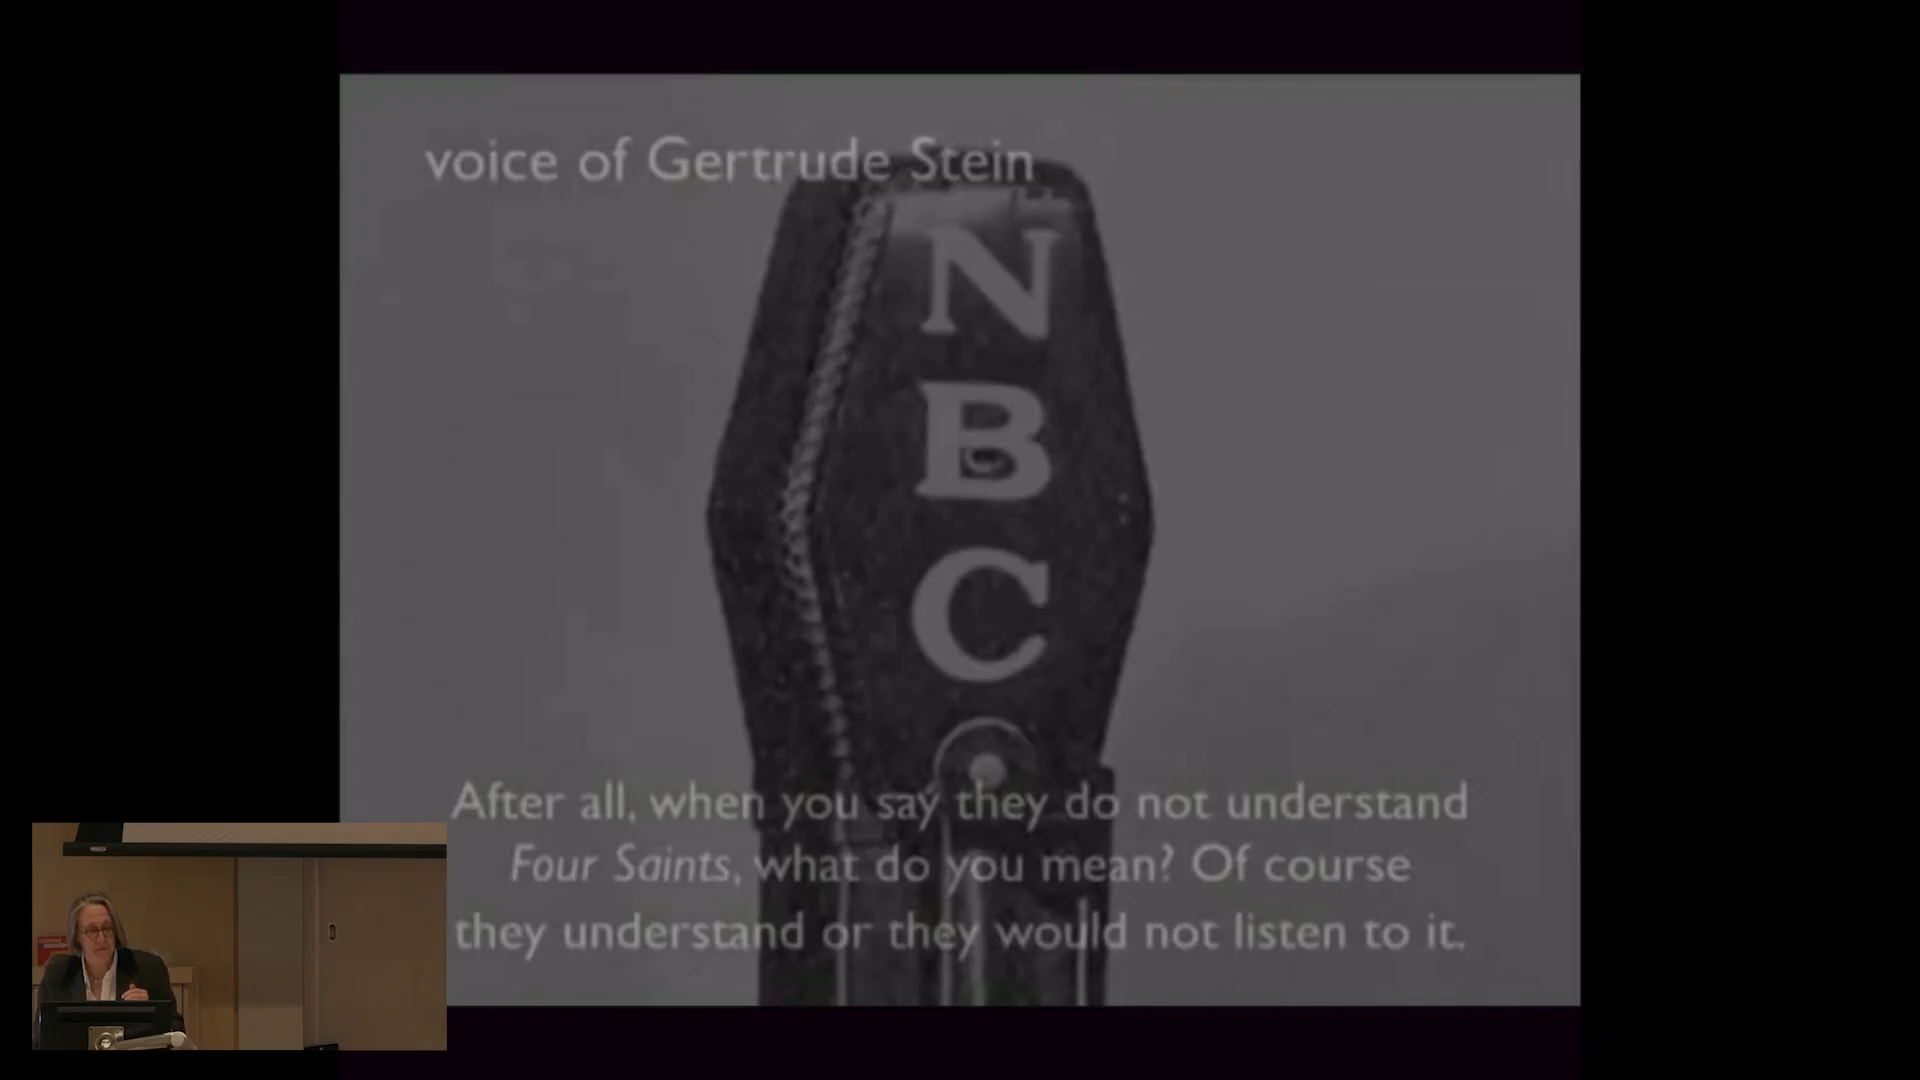 voice of Gertrude Stein
N
B
C
After all, when you say they do not understand
Four Saints, what do you mean? Of course
they understand or they would not listen to it.